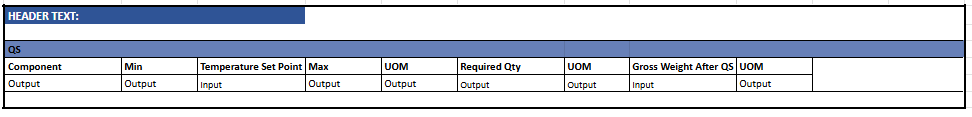 HEADER TEXT:
QS
Component Min Temperature Set Point Max UOM Required Qty UOM Gross Weight After QS UOM
Output Output Input Output Output Output Output Input Output